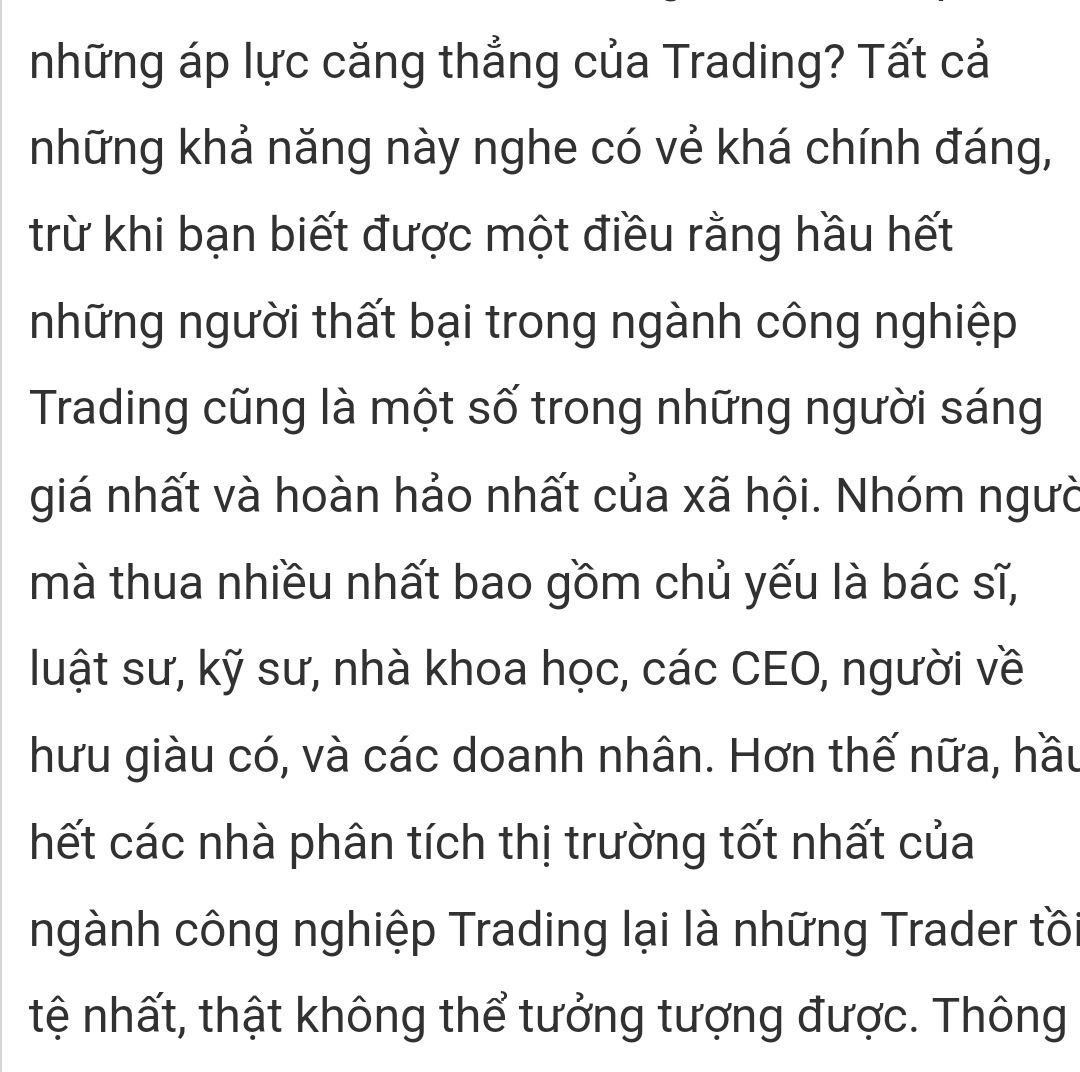 những áp lực căng thẳng của Trading? Tất cả
những khả năng này nghe có vẻ khá chính đáng,
trừ khi bạn biết được một điều rằng hầu hết
những người thất bại trong ngành công nghiệp
Trading cũng là một số trong những người sáng
giá nhất và hoàn hảo nhất của xã hội. Nhóm ngườ
mà thua nhiều nhất bao gồm chủ yếu là bác sĩ,
luật sư, kỹ sư, nhà khoa học, các CEO, người về
hưu giàu có, và các doanh nhân. Hơn thế nữa, hầu
hết các nhà phân tích thị trường tốt nhất của
ngành công nghiệp Trading lại là những Trader tồi
tệ nhất, thật không thể tưởng tượng được. Thông